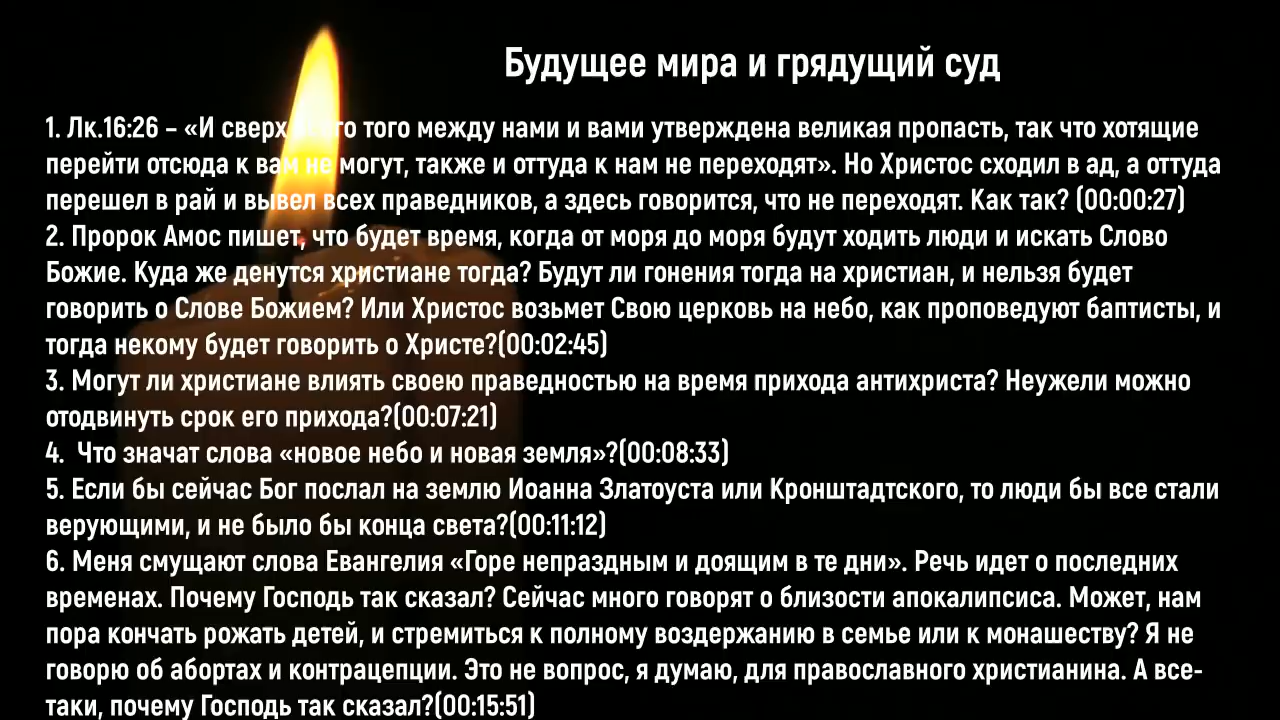 Будущее мира и грядущий суд
1. Лк.16:26 – «И сверх всего того между нами и вами утверждена великая пропасть, так что хотящие
перейти отсюда к вам не могут, также и оттуда к нам не переходят». Но Христос сходил в ад, а оттуда
перешел в рай и вывел всех праведников, а здесь говорится, что не переходят. Как так? (00:00:27)
2. Пророк Амос пишет, что будет время, когда от моря до моря будут ходить люди и искать Слово
Божие. Куда же денутся христиане тогда? Будут ли гонения тогда на христиан, и нельзя будет
говорить о Слове Божием? Или Христос возьмет Свою церковь на небо, как проповедуют баптисты, и
тогда некому будет говорить о Христе?(00:02:45)
3. Могут ли христиане влиять своею праведностью на время прихода антихриста? Неужели можно
отодвинуть срок его прихода?(00:07:21)
4.  Что значат слова «новое небо и новая земля»?(00:08:33)
5. Если бы сейчас Бог послал на землю Иоанна Златоуста или Кронштадтского, то люди бы все стали
верующими, и не было бы конца света?(00:11:12)
6. Меня смущают слова Евангелия «Горе непраздным и доящим в те дни». Речь идет о последних
временах. Почему Господь так сказал? Сейчас много говорят о близости апокалипсиса. Может, нам
пора кончать рожать детей, и стремиться к полному воздержанию в семье или к монашеству? Я не
говорю об абортах и контрацепции. Это не вопрос, я думаю, для православного христианина. А все-
таки, почему Господь так сказал?(00:15:51)